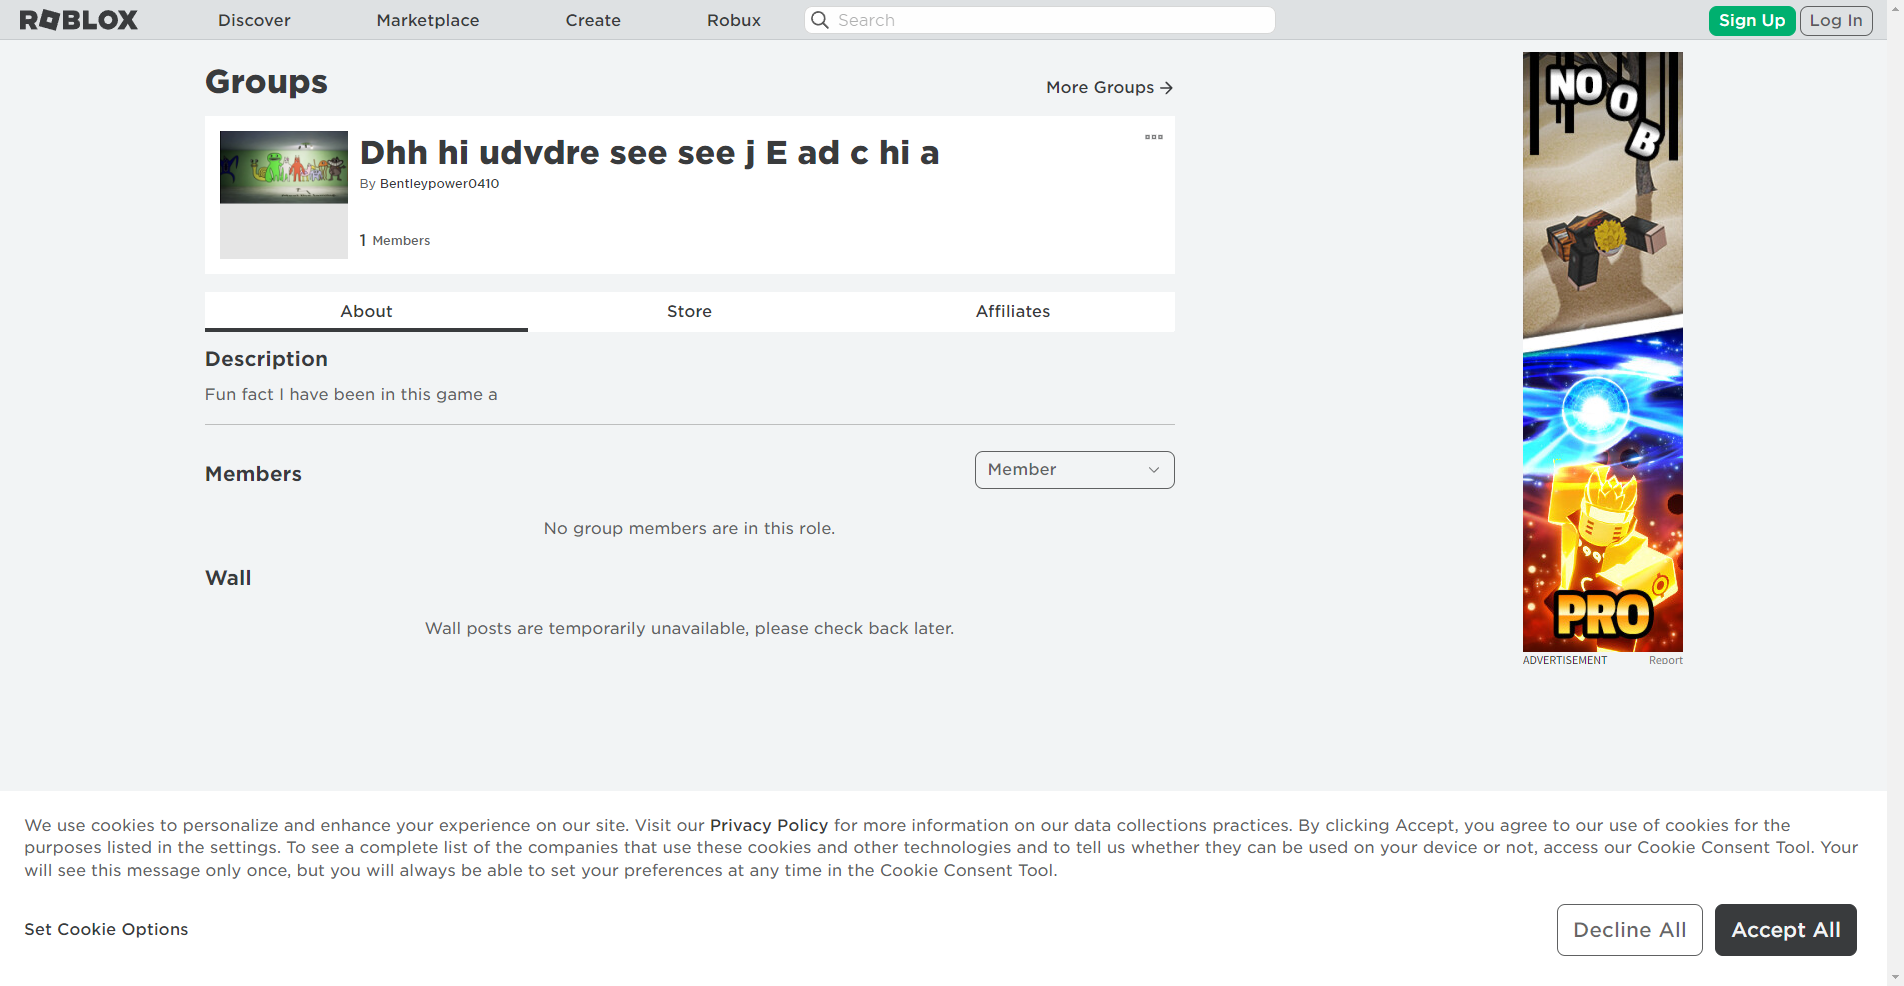 ROBLOX
Discover
Marketplace
Create
Robux
Search
Sign Up
Log In
Groups
More Groups
Dhh hi udvdre see see j E ad c hi a
By Bentleypower0410
1 Members
About
Store
Affiliates
Description
Fun fact I have been in this game a
Members
Member
No group members are in this role.
Wall
Wall posts are temporarily unavailable, please check back later.
NOOB
PRO
ADVERTISEMENT
Report
We use cookies to personalize and enhance your experience on our site. Visit our Privacy Policy for more information on our data collections practices. By clicking Accept, you agree to our use of cookies for the
purposes listed in the settings. To see a complete list of the companies that use these cookies and other technologies and to tell us whether they can be used on your device or not, access our Cookie Consent Tool. Your
will see this message only once, but you will always be able to set your preferences at any time in the Cookie Consent Tool.
Set Cookie Options
Decline All
Accept All